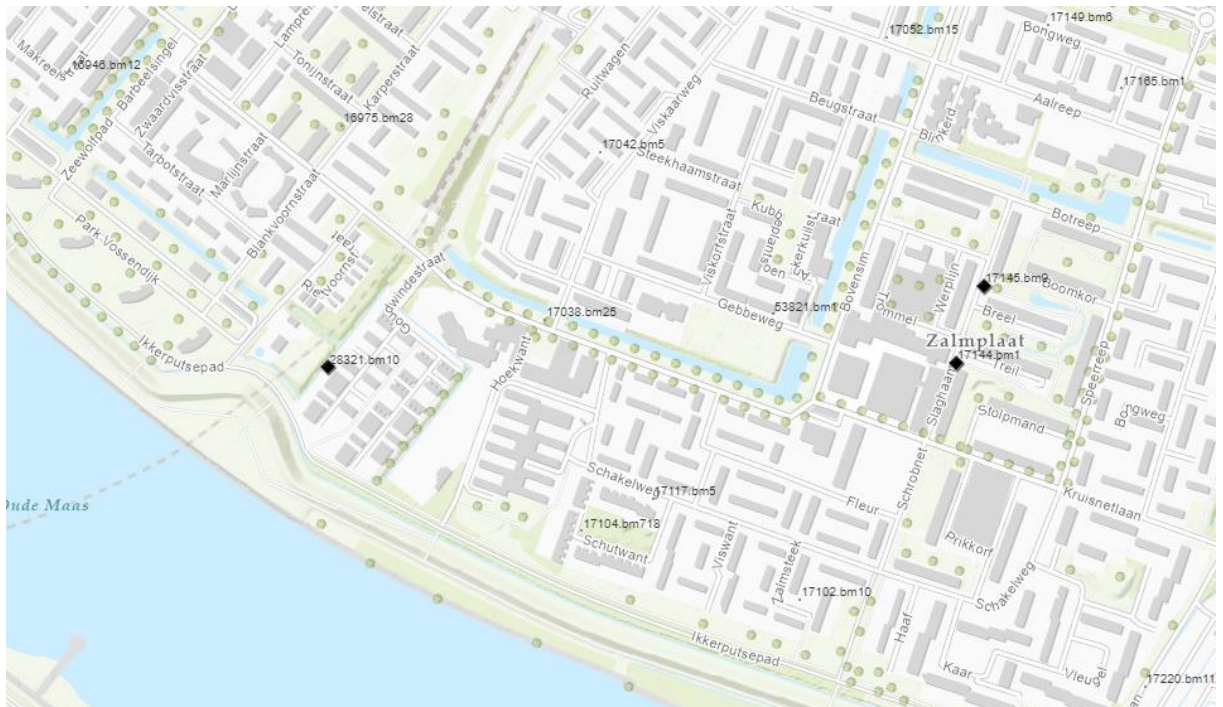 17149.bm6
Bongweg
17052.bm15
Makreelstraat
16946.bm12
Barbeelsingel
Zwaardvisstraat
Tonijnstraat
Karperstraat
16975.bm28
Ruitwagen
Viskaarweg
17165.bm1
Aalreep
Beugstraat
Blinkerd
17042.bm5
Steekhaamstraat
Zeewolfpad
Tarbotstraat
Marlijnstraat
Blankvoornstraat
Park Vossendijk
Botreep
Viskorfstraat
Bovensim
17145.bm9
Boomkor
Werplijn
Trommel
Breel
53821.bm1
Gebbeweg
17038.bm25
Zalmplaat
17144.bm1
Treil
Ikkerputsepad
28321.bm10
Hoekwant
Slaghaam
Speerreep
Stolpmand
Bongweg
Schakelweg
17117.bm5
Fleur
Schrobnet
Kruisnetlaan
Oude Maas
17104.bm718
Schutwant
Viswant
Zalmsteek
17102.bm10
Prikkorf
Schakelweg
Haaf
Ikkerputsepad
Kaar
Vleugel
17220.bm11